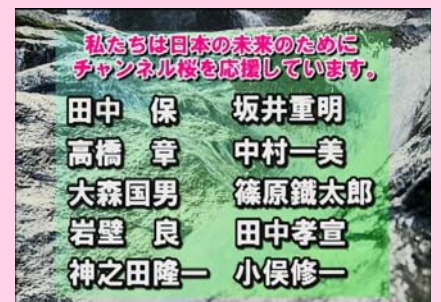 私たちは日本の未来のために
チャンネル桜を応援しています。
田中　保　坂井重明
高橋　章　中村一美
大森国男　篠原鐵太郎
岩壁　良　田中孝宣
神之田隆一　小俣修一